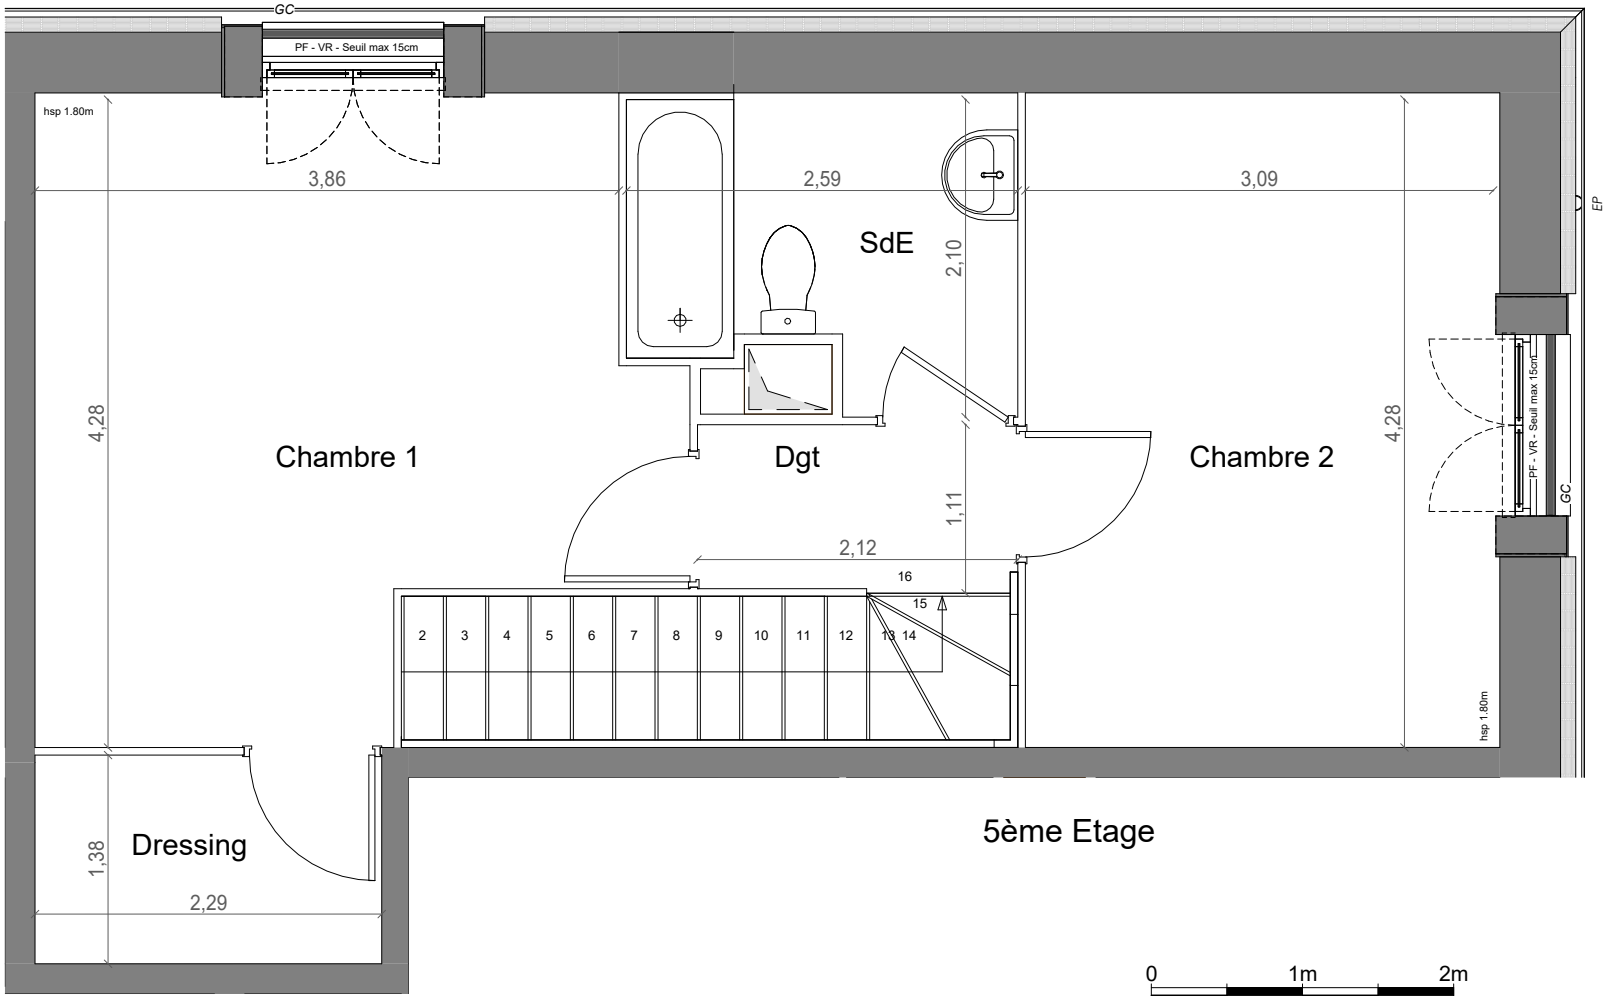 GC
PF - VR - Seuil max 15cm
hsp 1.80m
3,86
2,59
3,09
EP
SdE
2,10
4,28
Chambre 1
Dgt
4,28
Chambre 2
PF - VR - Seuil max 15cm
GC
1,11
2,12
16
15
2 3 4 5 6 7 8 9 10 11 12 13 14
hsp 1.80m
Dressing
1,38
2,29
5ème Etage
0 1m 2m